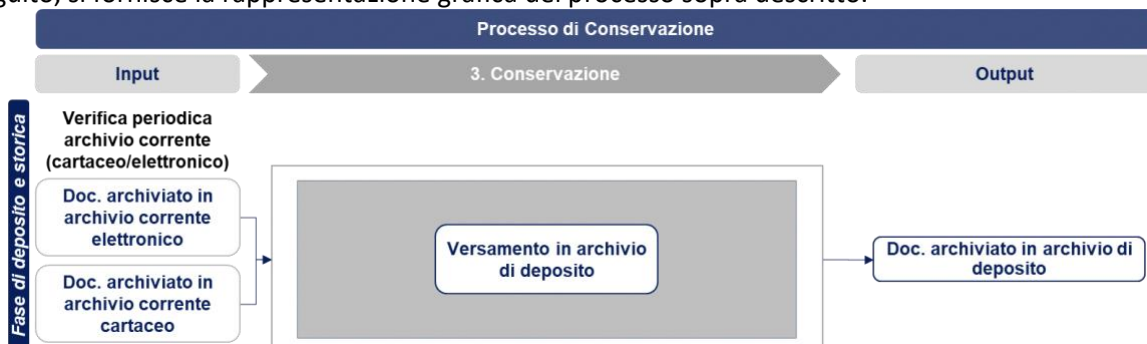 guito, si fornisce la rappresentazione grafica del processo sopra descritto.
Processo di Conservazione
Input
3. Conservazione
Output
Fase di deposito e storica
Verifica periodica
archivio corrente
(cartaceo/elettronico)
Doc. archiviato in
archivio corrente
elettronico
Doc. archiviato in
archivio corrente
cartaceo
Versamento in archivio
di deposito
Doc. archiviato in archivio di
deposito